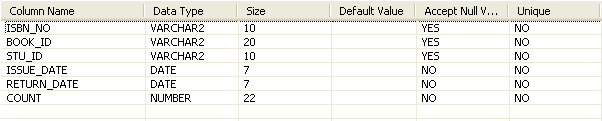 Column Name Data Type Size Default Value Accept Null V... Unique
ISBN_NO VARCHAR2 10 YES NO
BOOK_ID VARCHAR2 20 YES NO
STU_ID VARCHAR2 10 YES NO
ISSUE_DATE DATE 7 NO NO
RETURN_DATE DATE 7 NO NO
COUNT NUMBER 22 NO NO